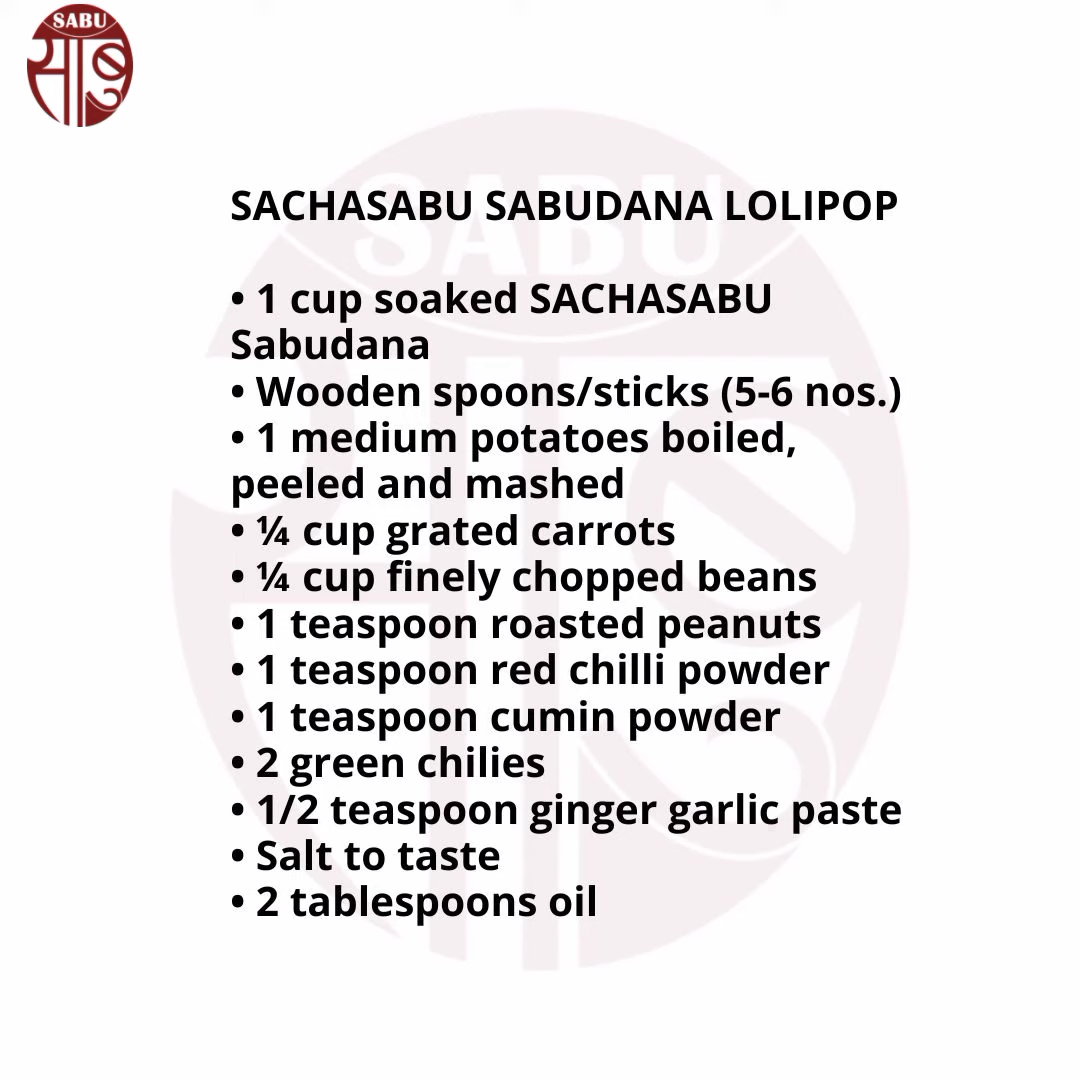 SABU
साबु
SACHASABU SABUDANA LOLIPOP
• 1 cup soaked SACHASABU
Sabudana
• Wooden spoons/sticks (5-6 nos.)
• 1 medium potatoes boiled,
peeled and mashed
• ¼ cup grated carrots
• ¼ cup finely chopped beans
• 1 teaspoon roasted peanuts
• 1 teaspoon red chilli powder
• 1 teaspoon cumin powder
• 2 green chilies
• 1/2 teaspoon ginger garlic paste
• Salt to taste
• 2 tablespoons oil